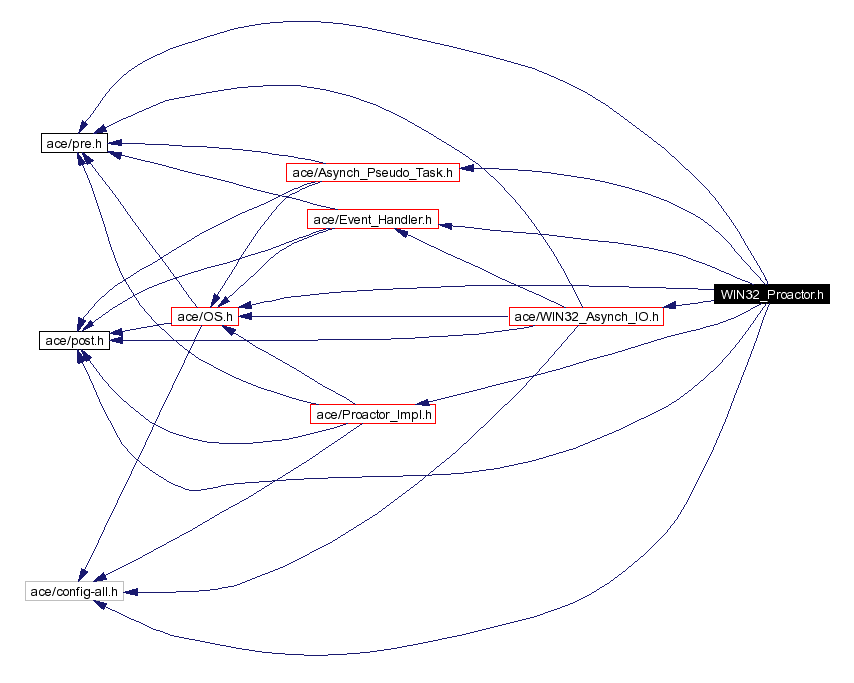 ace/pre.h
ace/Asynch_Pseudo_Task.h
ace/Event_Handler.h
WIN32_Proactor.h
ace/OS.h
ace/WIN32_Asynch_IO.h
ace/post.h
ace/Proactor_Impl.h
ace/config-all.h